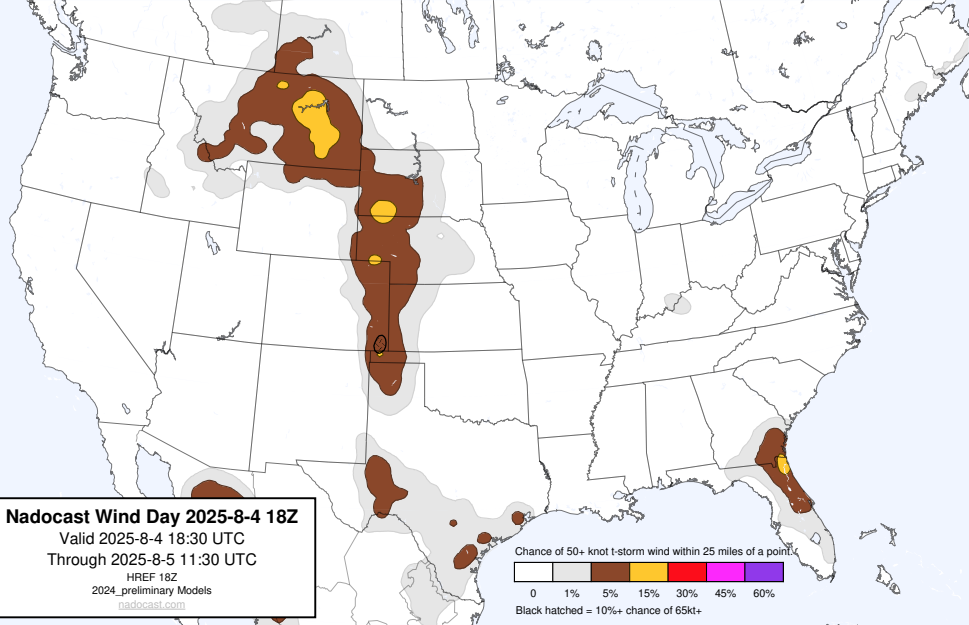 Nadocast Wind Day 2025-8-4 18Z
Valid 2025-8-4 18:30 UTC
Through 2025-8-5 11:30 UTC
HREF 18Z
2024_preliminary Models
nadocast.com
Chance of 50+ knot t-storm wind within 25 miles of a point.
0 1% 5% 15% 30% 45% 60%
Black hatched = 10%+ chance of 65kt+